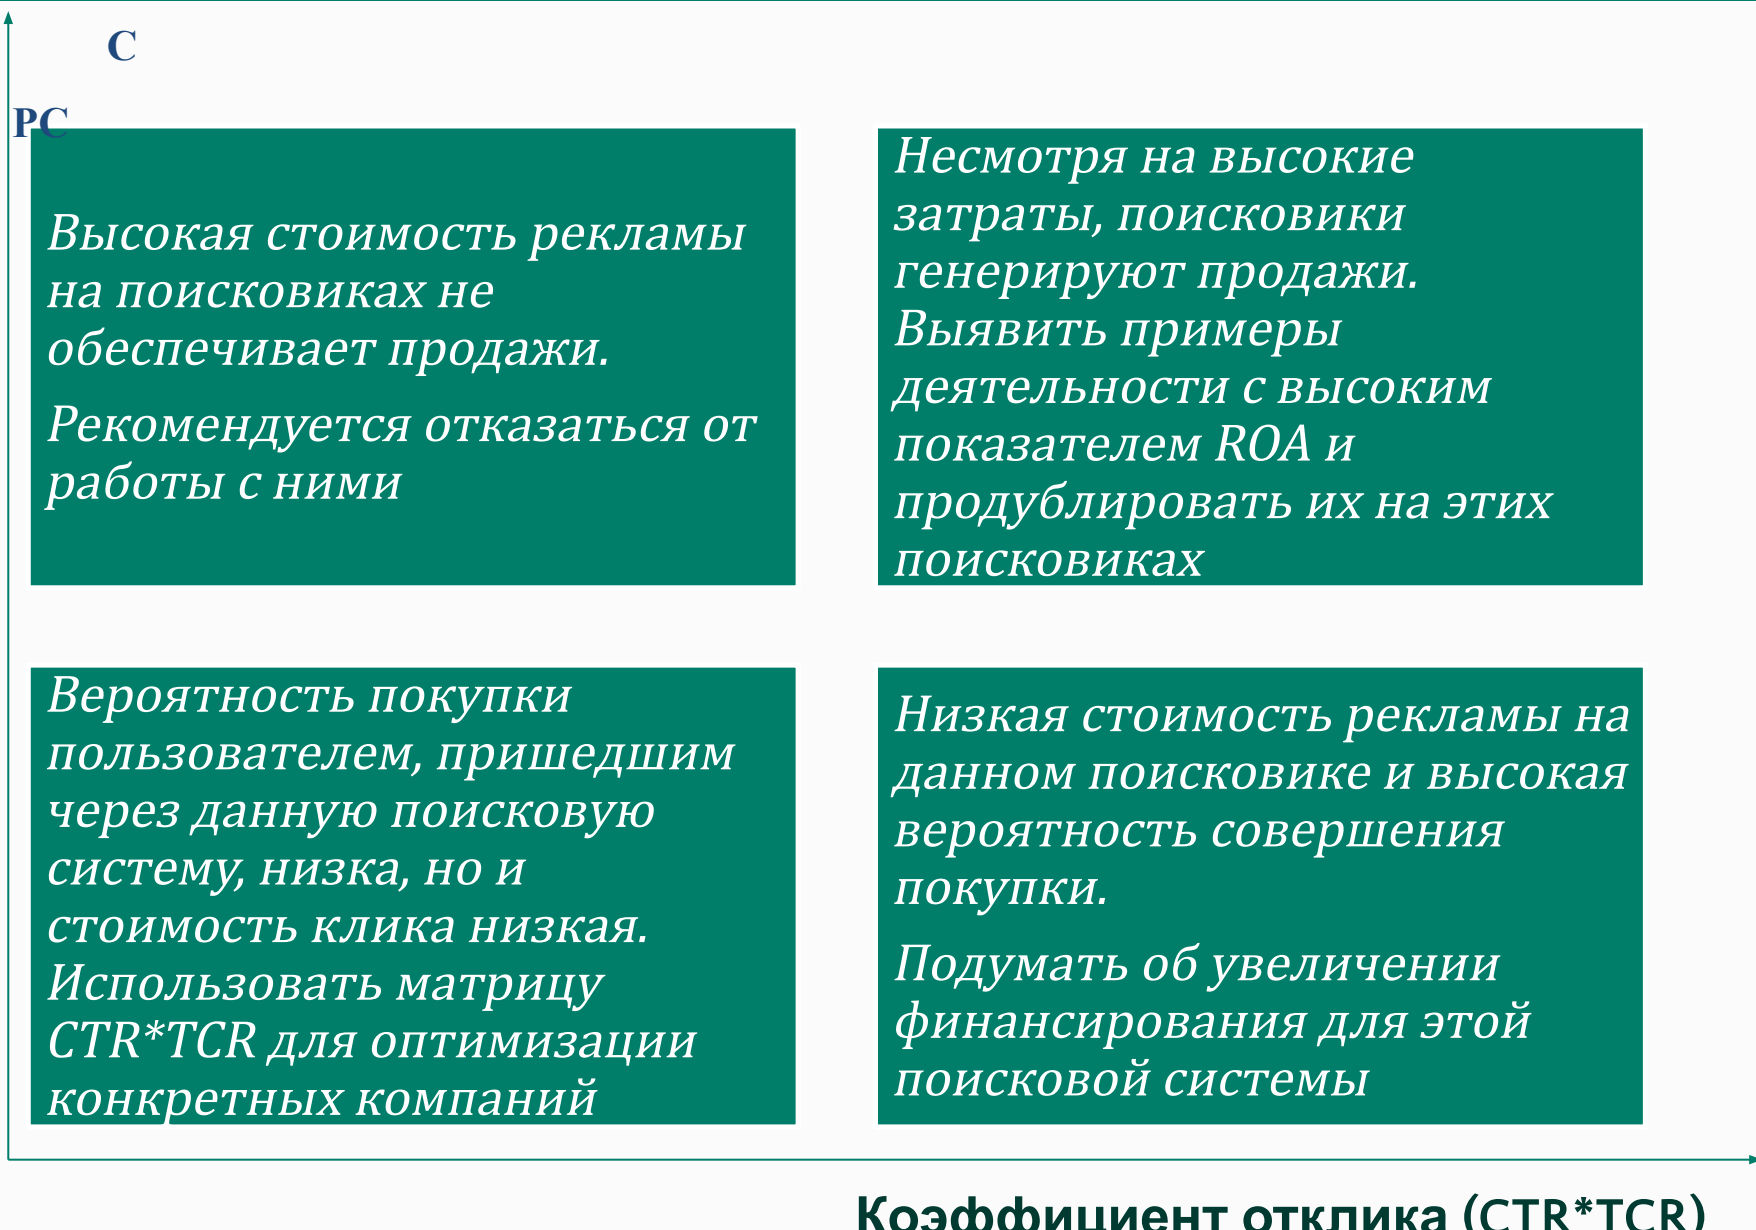 C
PC
Высокая стоимость рекламы
на поисковиках не
обеспечивает продажи.
Рекомендуется отказаться от
работы с ними
Несмотря на высокие
затраты, поисковики
генерируют продажи.
Выявить примеры
деятельности с высоким
показателем ROA и
продублировать их на этих
поисковиках
Вероятность покупки
пользователем, пришедшим
через данную поисковую
систему, низка, но и
стоимость клика низкая.
Использовать матрицу
CTR*TCR для оптимизации
конкретных компаний
Низкая стоимость рекламы на
данном поисковике и высокая
вероятность совершения
покупки.
Подумать об увеличении
финансирования для этой
поисковой системы
Коэффициент отклика (CTR*TCR)